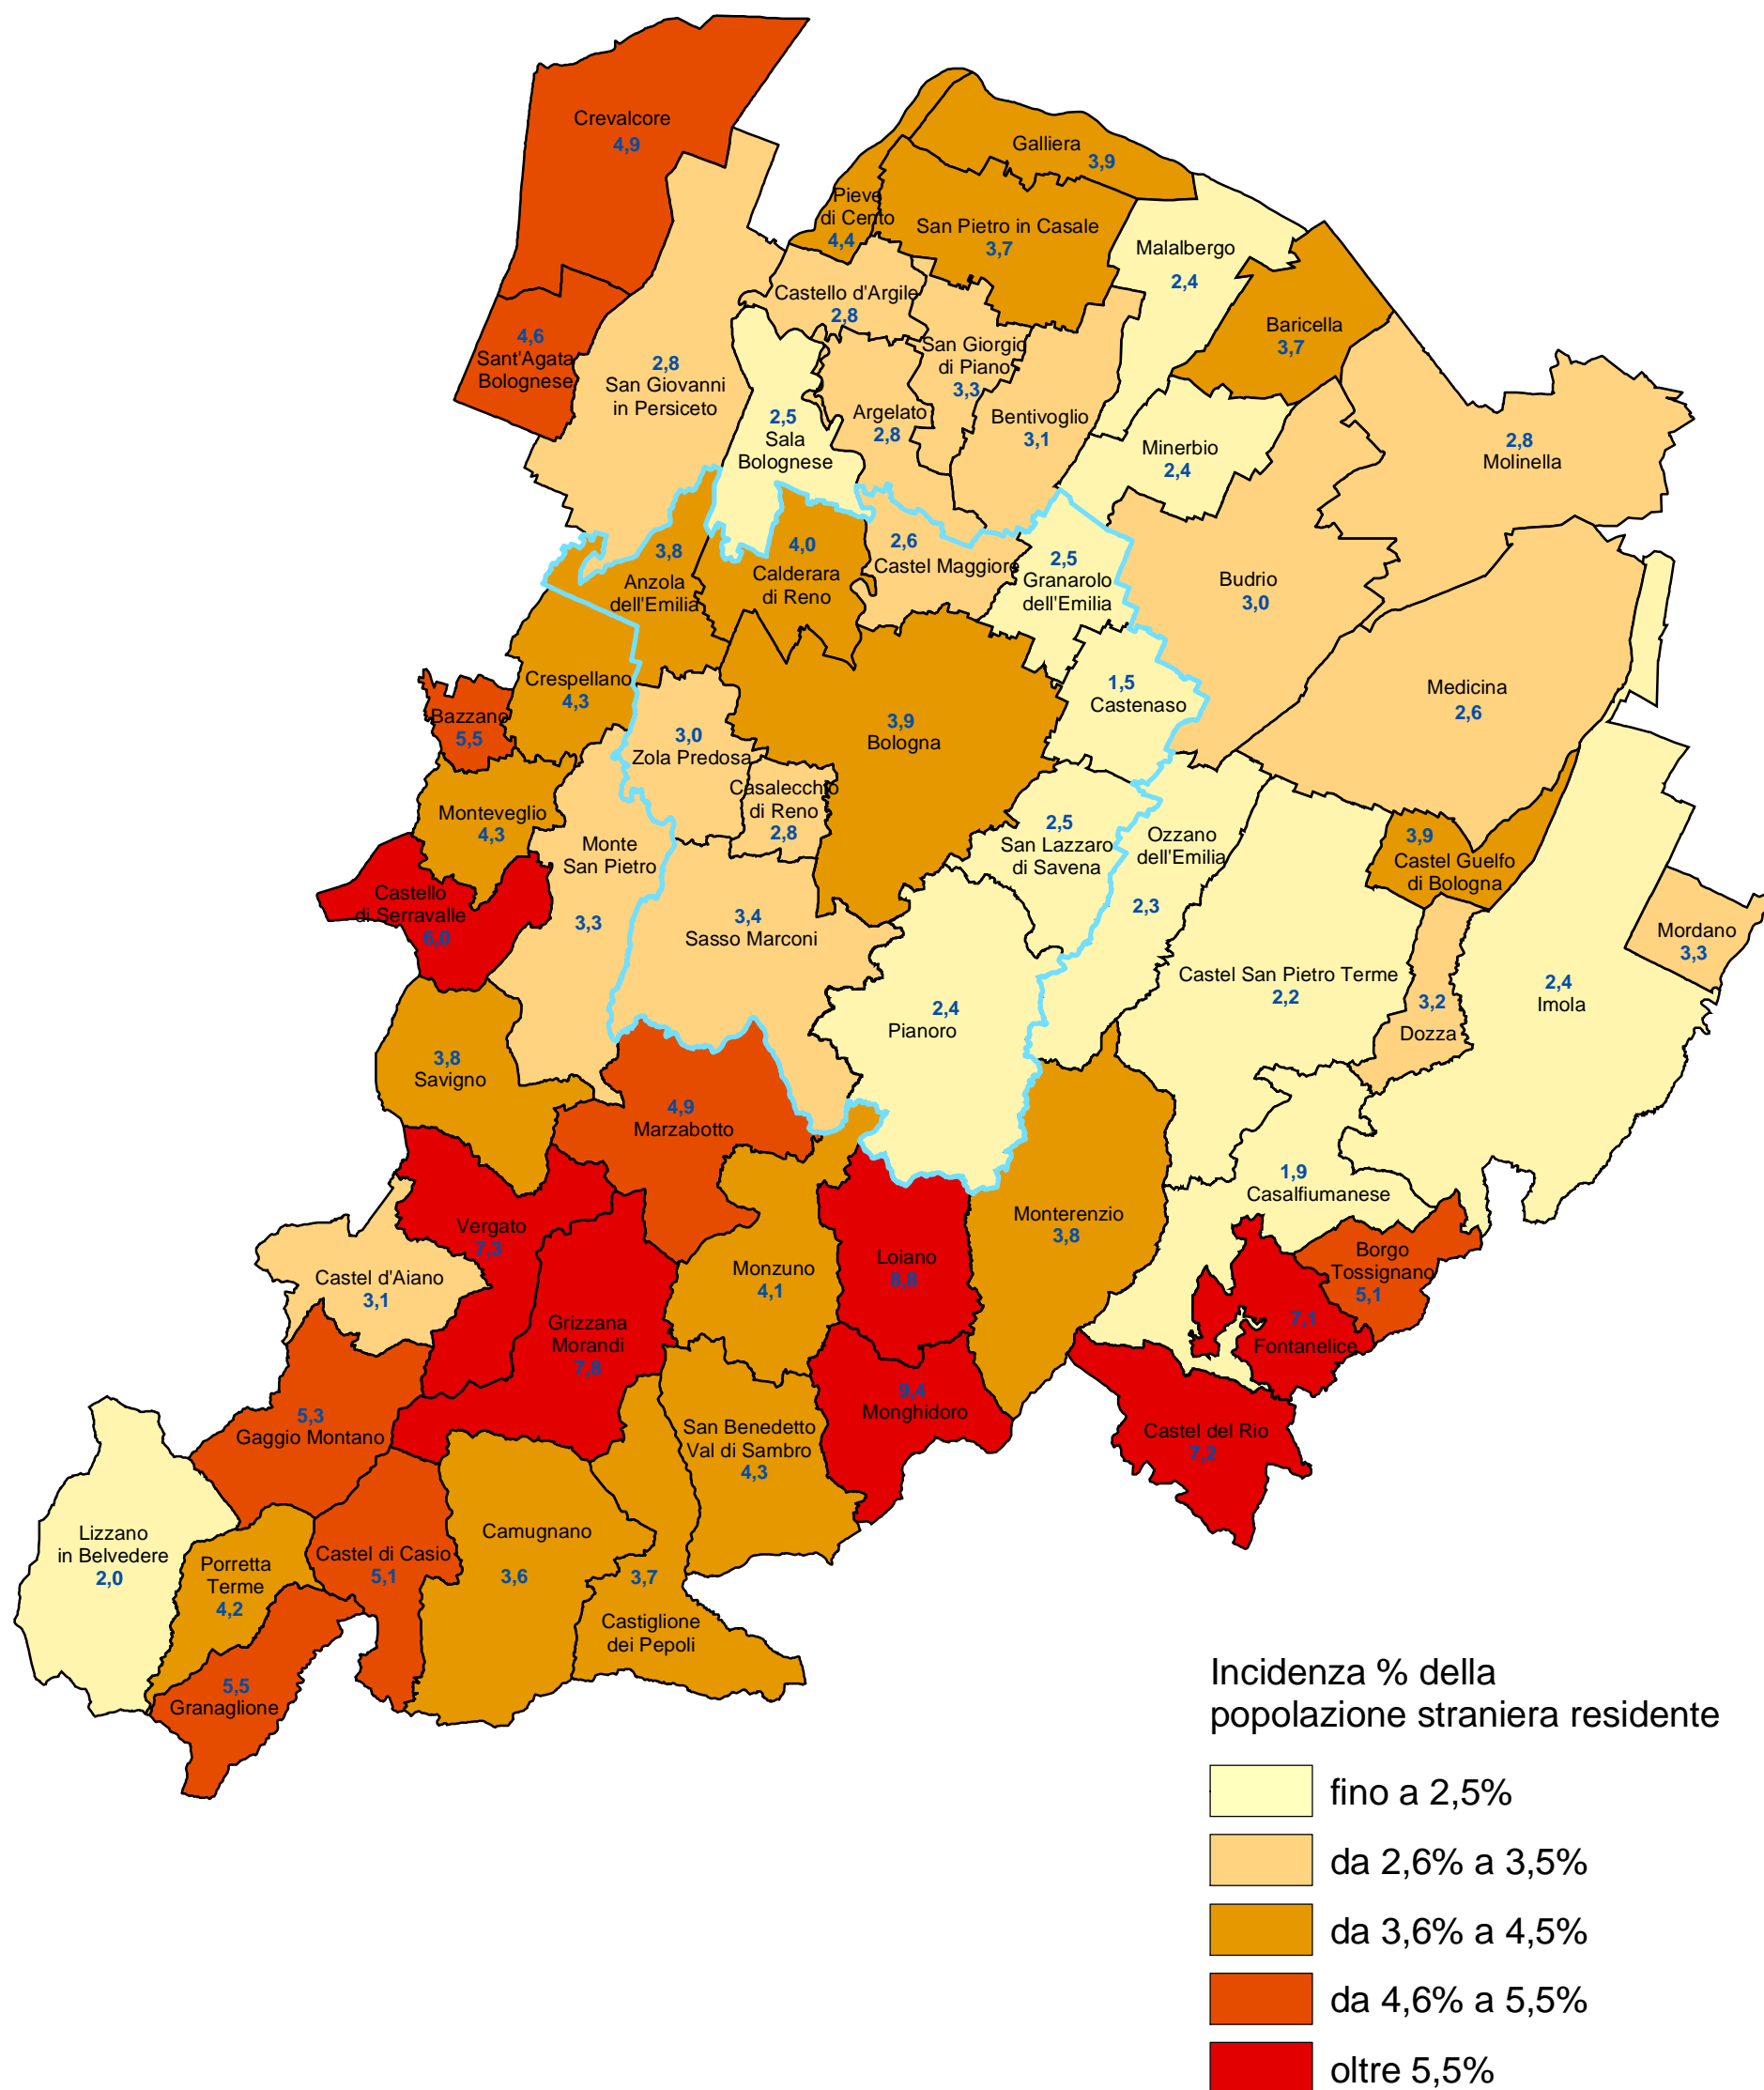 Crevalcore
4,9
Galliera
3,9
Pieve
di Cento
4,4
San Pietro in Casale
3,7
Malalbergo
2,4
Castello d'Argile
2,8
Baricella
3,7
4,6
Sant'Agata
Bolognese
2,8
San Giovanni
in Persiceto
San Giorgio
di Piano
3,3
2,5
Sala
Bolognese
Argelato
2,8
Bentivoglio
3,1
Minerbio
2,4
2,8
Molinella
3,8
Anzola
dell'Emilia
4,0
Calderara
di Reno
2,6
Castel Maggiore
2,5
Granarolo
dell'Emilia
Budrio
3,0
Crespellano
4,3
1,5
Castenaso
Medicina
2,6
Bazzano
5,5
3,0
Zola Predosa
3,9
Bologna
Casalecchio
di Reno
2,8
Monteveglio
4,3
Monte
San Pietro
3,3
2,5
San Lazzaro
di Savena
Ozzano
dell'Emilia
2,3
3,9
Castel Guelfo
di Bologna
Castello
di Serravalle
6,0
3,4
Sasso Marconi
Mordano
3,3
Castel San Pietro Terme
2,2
3,2
Dozza
2,4
Imola
2,4
Pianoro
3,8
Savigno
4,9
Marzabotto
1,9
Casalfiumanese
Vergato
7,3
Monterenzio
3,8
Castel d'Aiano
3,1
Monzuno
4,1
Loiano
8,8
Borgo
Tossignano
5,1
Grizzana
Morandi
7,8
7,1
Fontanelice
9,4
Monghidoro
5,3
Gaggio Montano
San Benedetto
Val di Sambro
4,3
Castel del Rio
7,2
Lizzano
in Belvedere
2,0
Porretta
Terme
4,2
Castel di Casio
5,1
Camugnano
3,6
3,7
Castiglione
dei Pepoli
5,5
Granaglione
Incidenza % della
popolazione straniera residente
fino a 2,5%
da 2,6% a 3,5%
da 3,6% a 4,5%
da 4,6% a 5,5%
oltre 5,5%